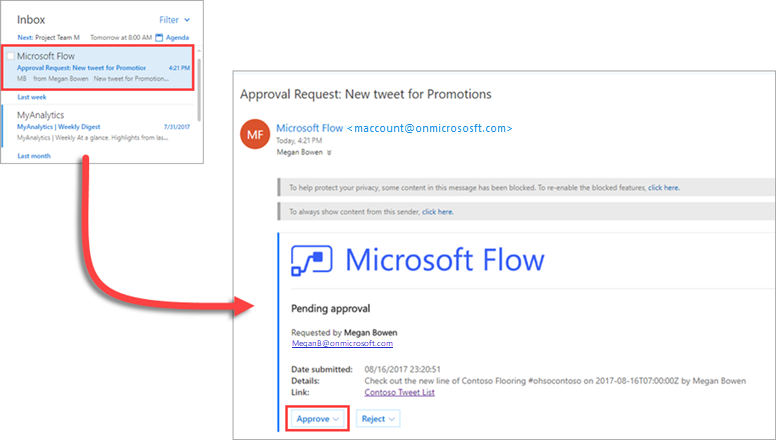 Inbox
Filter
Next: Project Team M Tomorrow at 8:00 AM Agenda
Microsoft Flow
Approval Request: New tweet for Promotion 4:21 PM
MB from Megan Bowen New tweet for Promotion...
Last week
MyAnalytics
MyAnalytics | Weekly Digest 7/31/2017
MyAnalytics | Weekly At a glance. Highlights from las...
Last month
Approval Request: New tweet for Promotions
MF
Microsoft Flow <maccount@onmicrososft.com>
Today, 4:21 PM
Megan Bowen
To help protect your privacy, some content in this message has been blocked. To re-enable the blocked features, click here.
To always show content from this sender, click here.
Microsoft Flow
Pending approval
Requested by Megan Bowen
MeganB@onmicrosoft.com
Date submitted: 08/16/2017 23:20:51
Details: Check out the new line of Contoso Flooring #ohsocontoso on 2017-08-16T07:00:00Z by Megan Bowen
Link: Contoso Tweet List
Approve
Reject